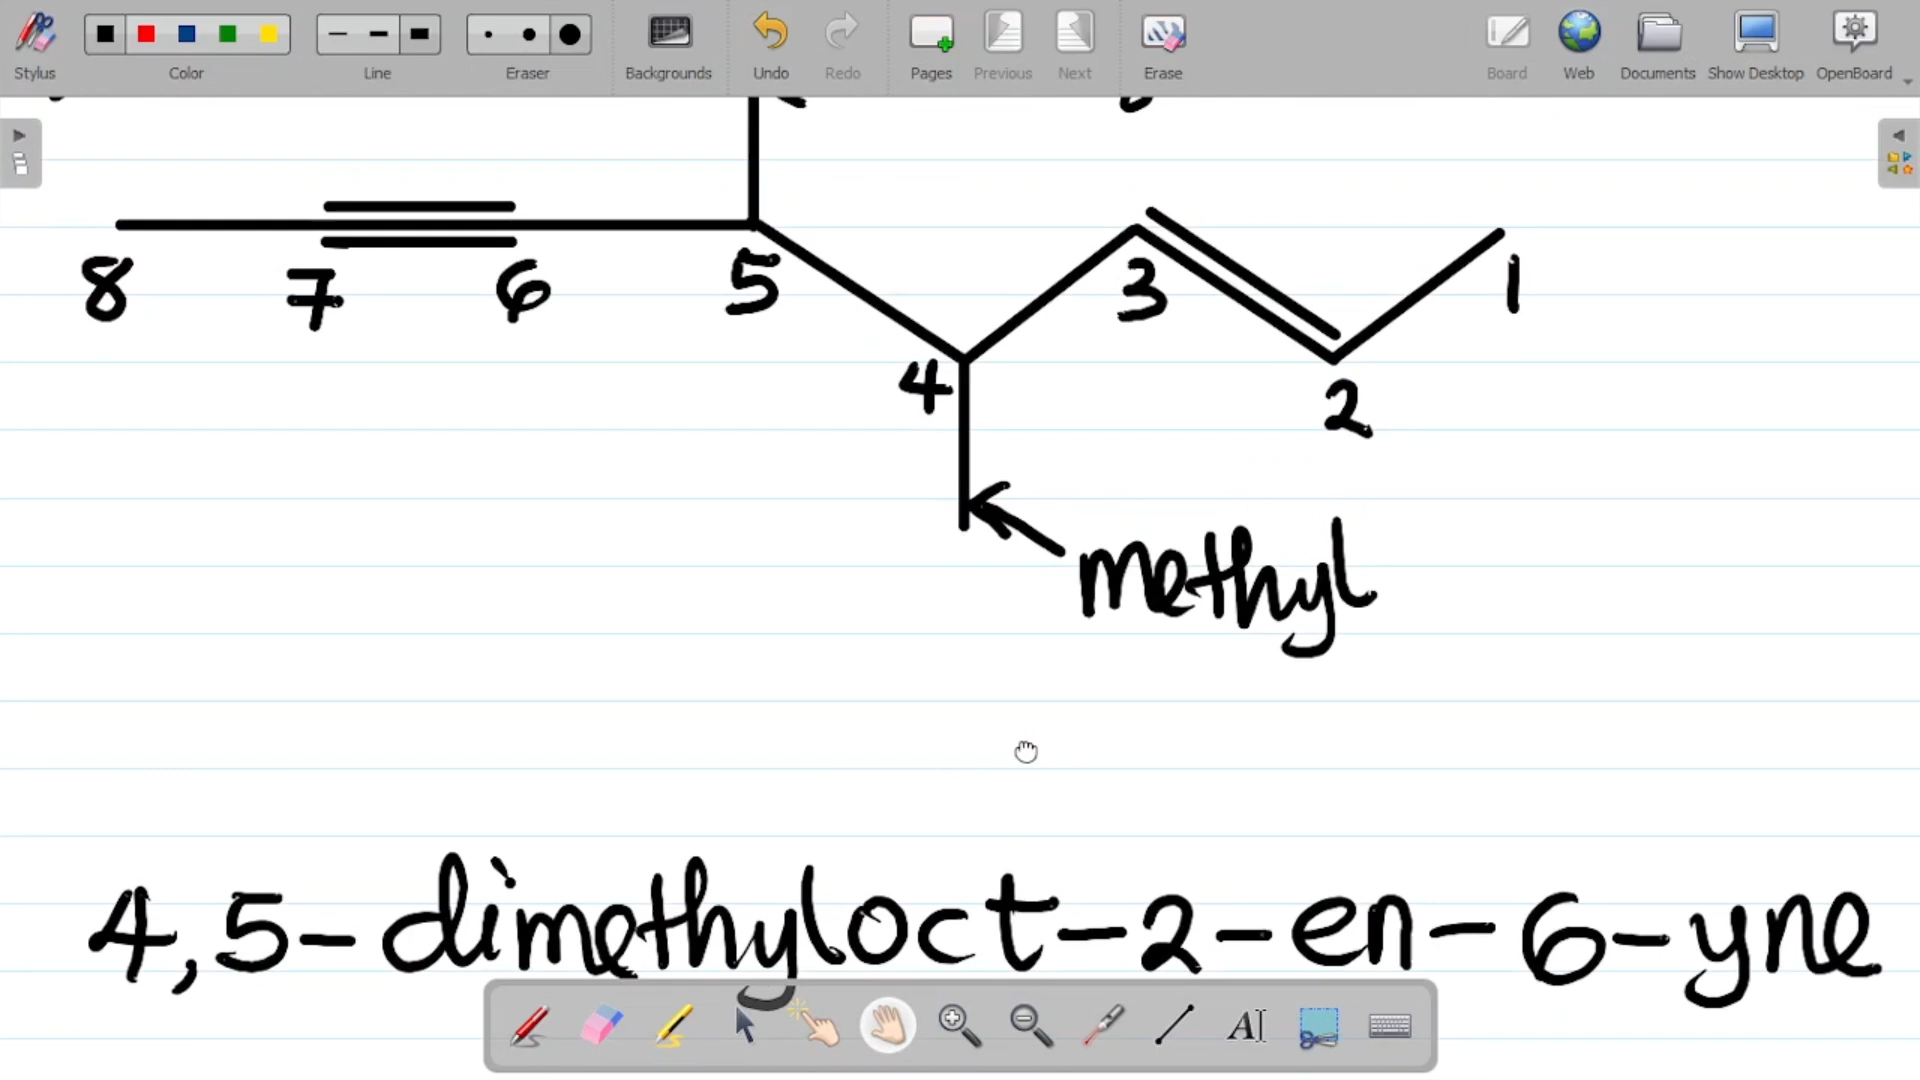 Stylus
Color
Line
Eraser
Backgrounds
Undo
Redo
Pages
Previous
Next
Erase
Board
Web
Documents
Show Desktop
OpenBoard
8 7 6 5 4 3 2 1
methyl
4,5-dimethyloct-2-en-6-yne